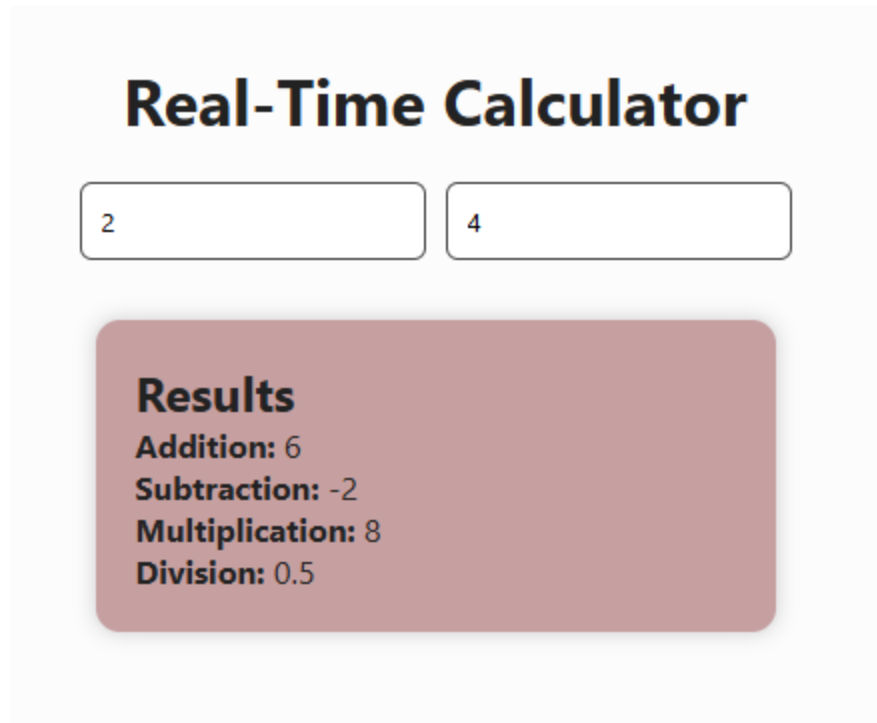 Real-Time Calculator
2 4
Results
Addition: 6
Subtraction: -2
Multiplication: 8
Division: 0.5